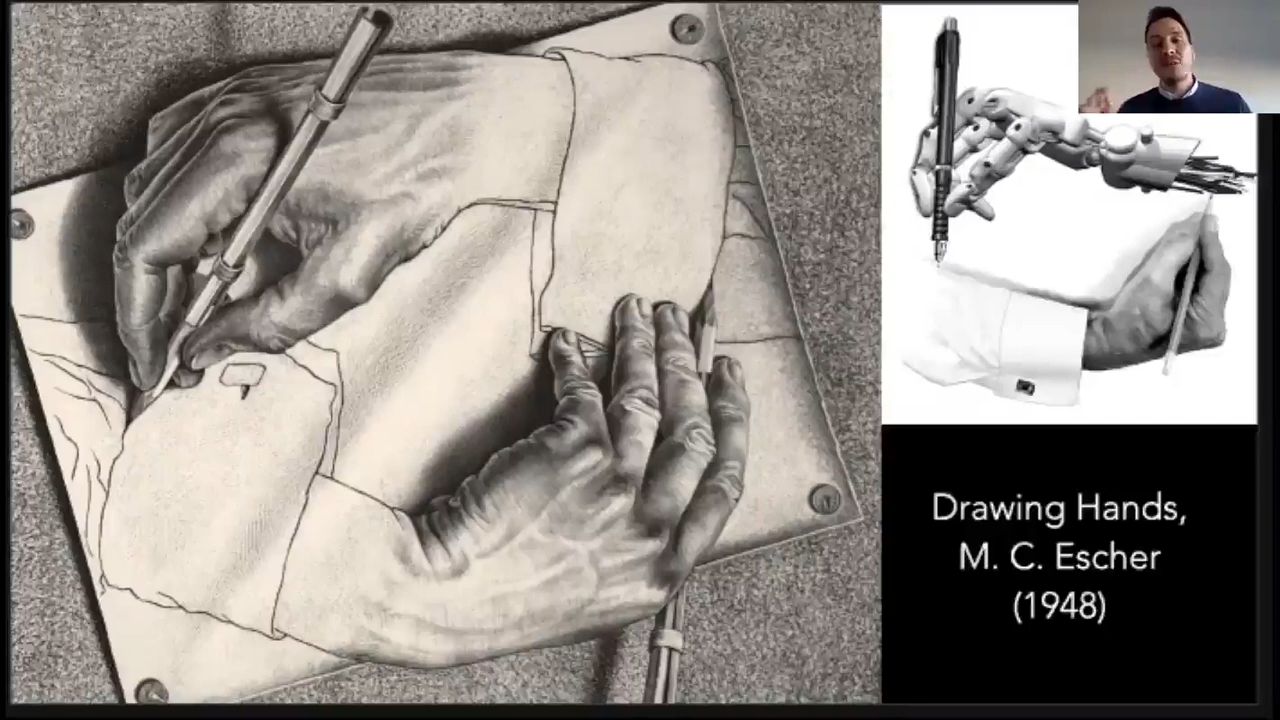 Drawing Hands,
M. C. Escher
(1948)